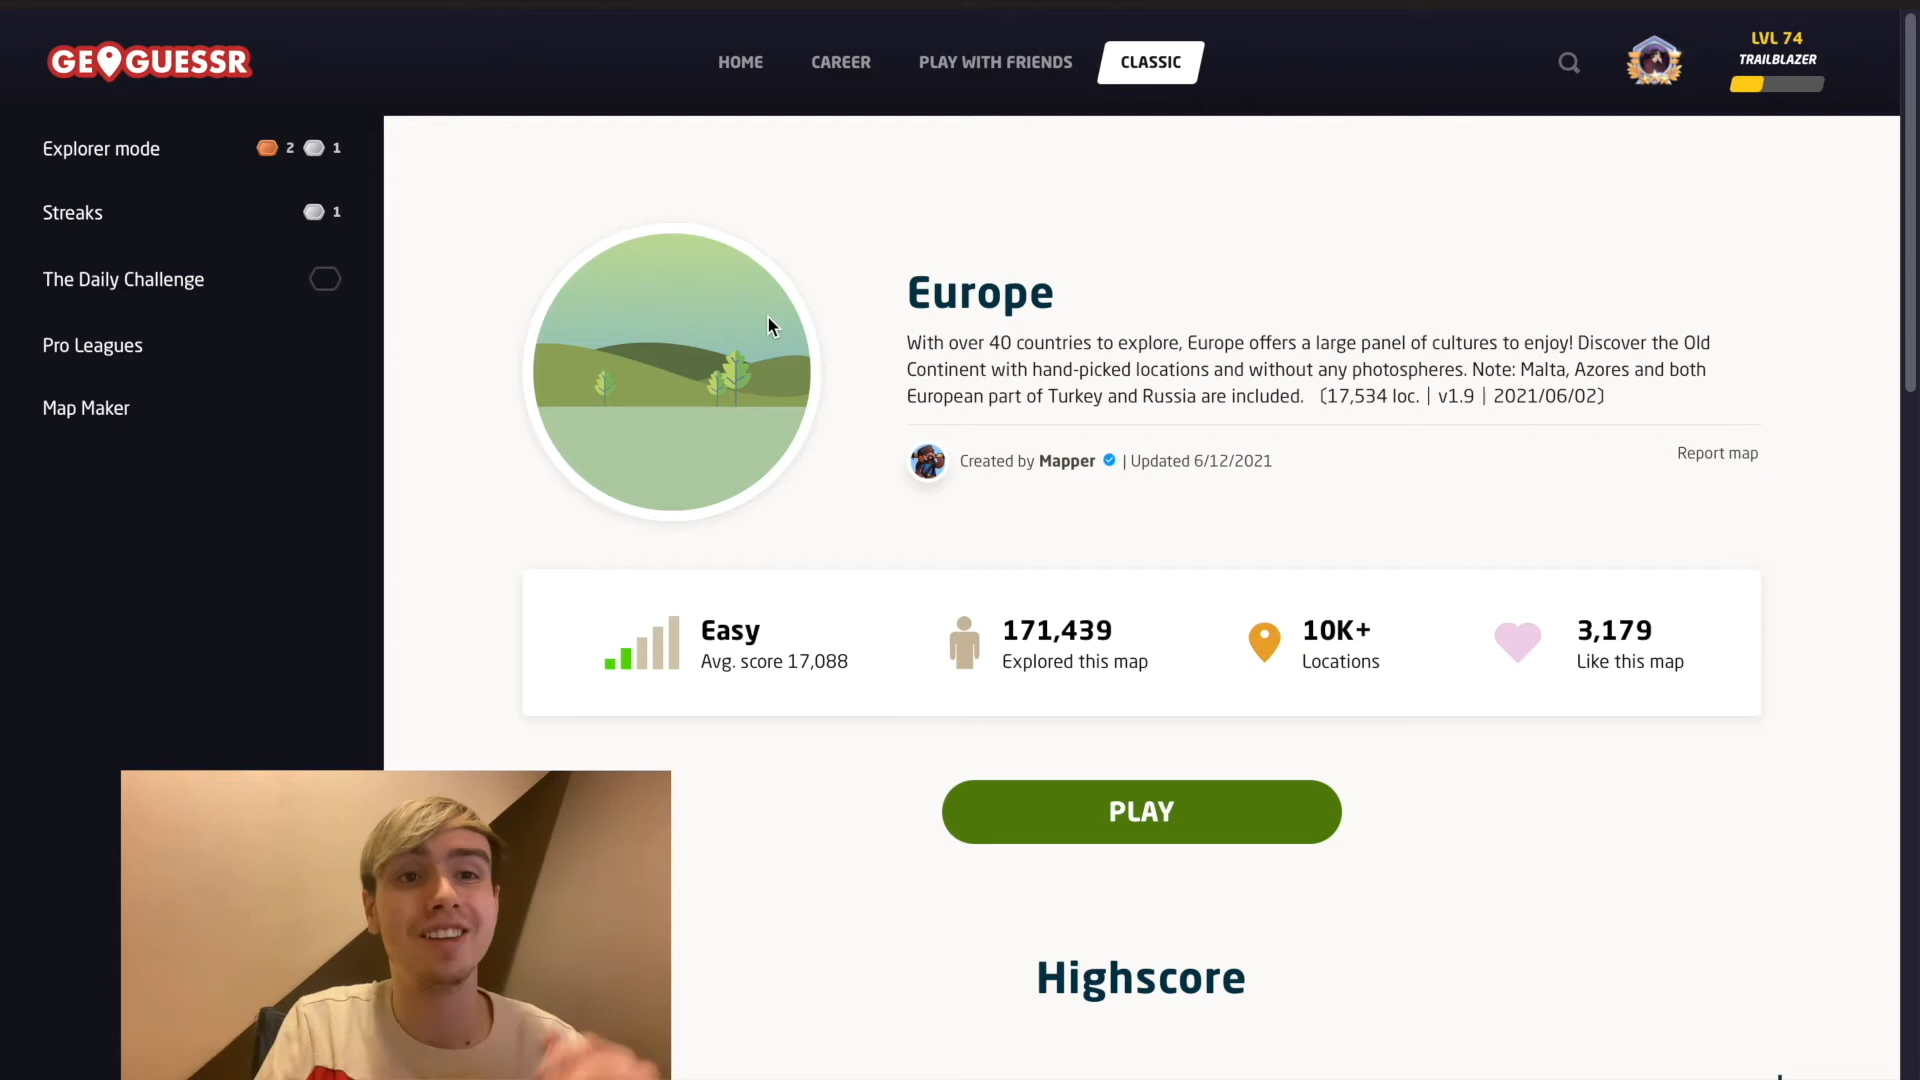 GEOGUESSR
HOME
CAREER
PLAY WITH FRIENDS
CLASSIC
LVL 74
TRAILBLAZER
Explorer mode
2
1
Streaks
1
The Daily Challenge
Pro Leagues
Map Maker
Europe
With over 40 countries to explore, Europe offers a large panel of cultures to enjoy! Discover the Old
Continent with hand-picked locations and without any photospheres. Note: Malta, Azores and both
European part of Turkey and Russia are included. 〔17,534 loc. | v1.9 | 2021/06/02〕
Created by Mapper | Updated 6/12/2021
Report map
Easy
Avg. score 17,088
171,439
Explored this map
10K+
Locations
3,179
Like this map
PLAY
Highscore